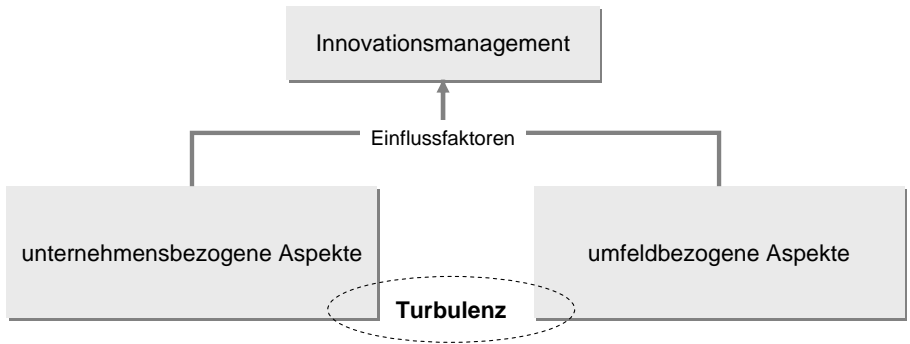 Innovationsmanagement
Einflussfaktoren
unternehmensbezogene Aspekte
umfeldbezogene Aspekte
Turbulenz